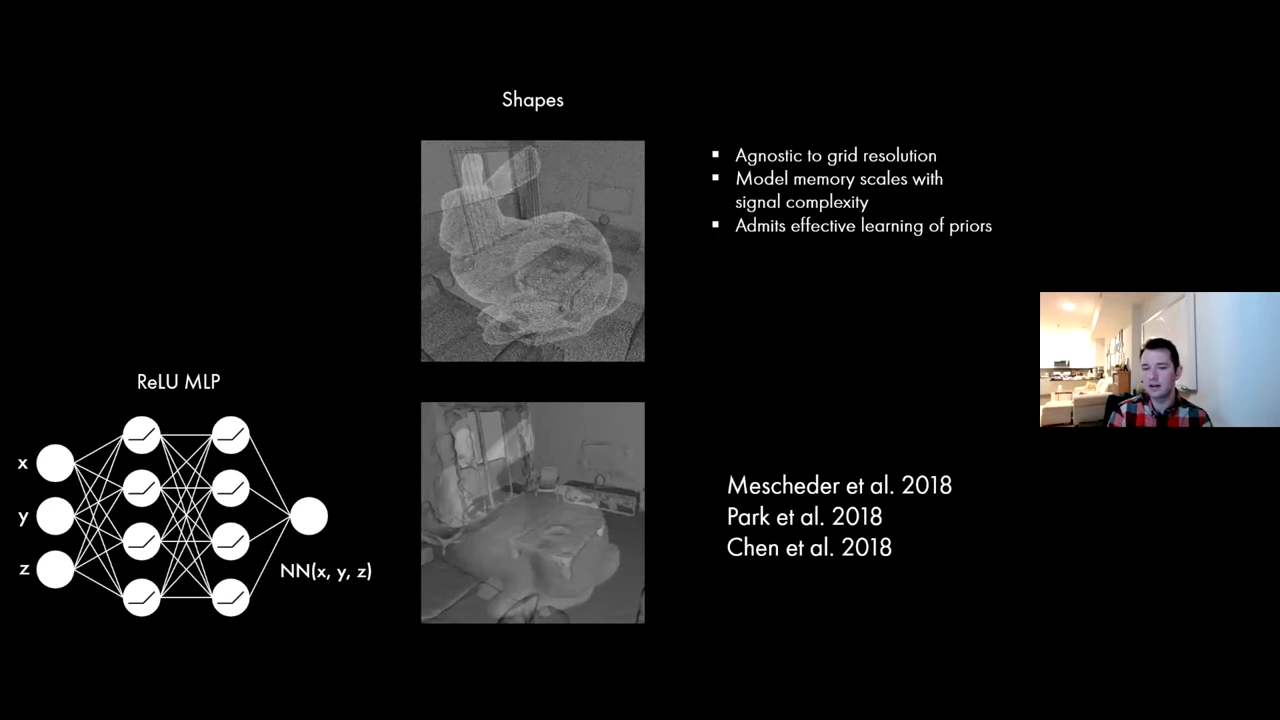 Shapes
Agnostic to grid resolution
Model memory scales with
signal complexity
Admits effective learning of priors
ReLU MLP
x
y
z
NN(x, y, z)
Mescheder et al. 2018
Park et al. 2018
Chen et al. 2018